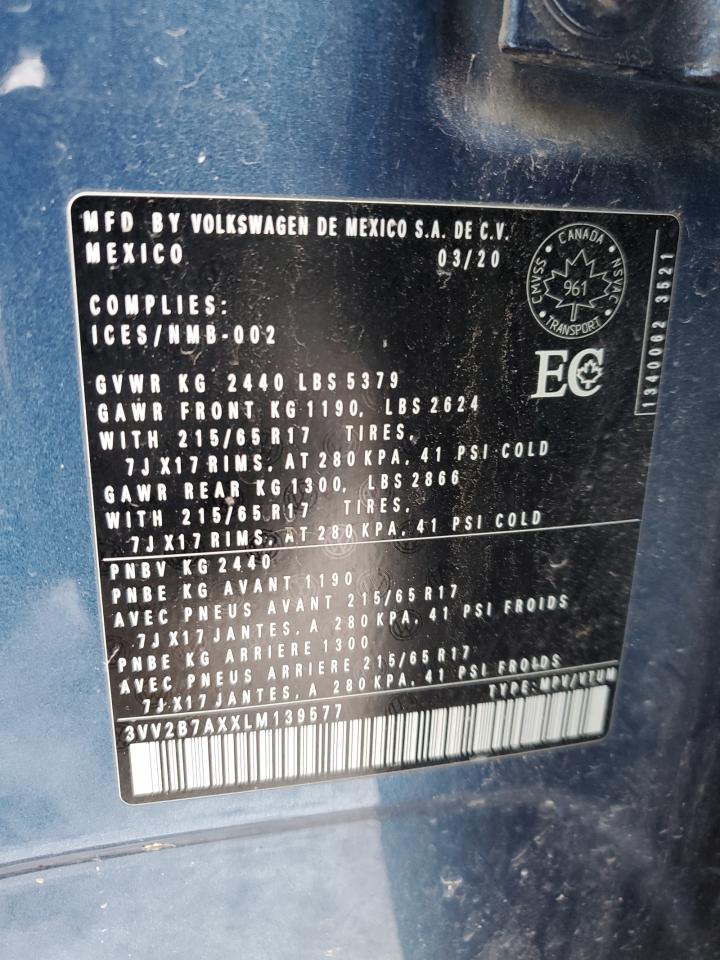 MFD BY VOLKSWAGEN DE MEXICO S.A. DE C.V.
MEXICO 03/20
CANADA
CMVSS NSVAC
961
TRANSPORT
COMPLIES:
ICES/NMB-002
EC
1340062 3521
GVWR KG 2440 LBS 5379
GAWR FRONT KG 1190, LBS 2624
WITH 215/65 R17 TIRES,
7J X17 RIMS, AT 280 KPA, 41 PSI COLD
GAWR REAR KG 1300, LBS 2866
WITH 215/65 R17 TIRES,
7J X17 RIMS, AT 280 KPA, 41 PSI COLD
PNBV KG 2440
PNBE KG AVANT 1190
AVEC PNEUS AVANT 215/65 R17
7J X17 JANTES, A 280 KPA, 41 PSI FROIDS
PNBE KG ARRIERE 1300
AVEC PNEUS ARRIERE 215/65 R17
7J X17 JANTES, A 280 KPA, 41 PSI FROIDS
TYPE: MPV/VTUM
3VV2B7AXXLM139577